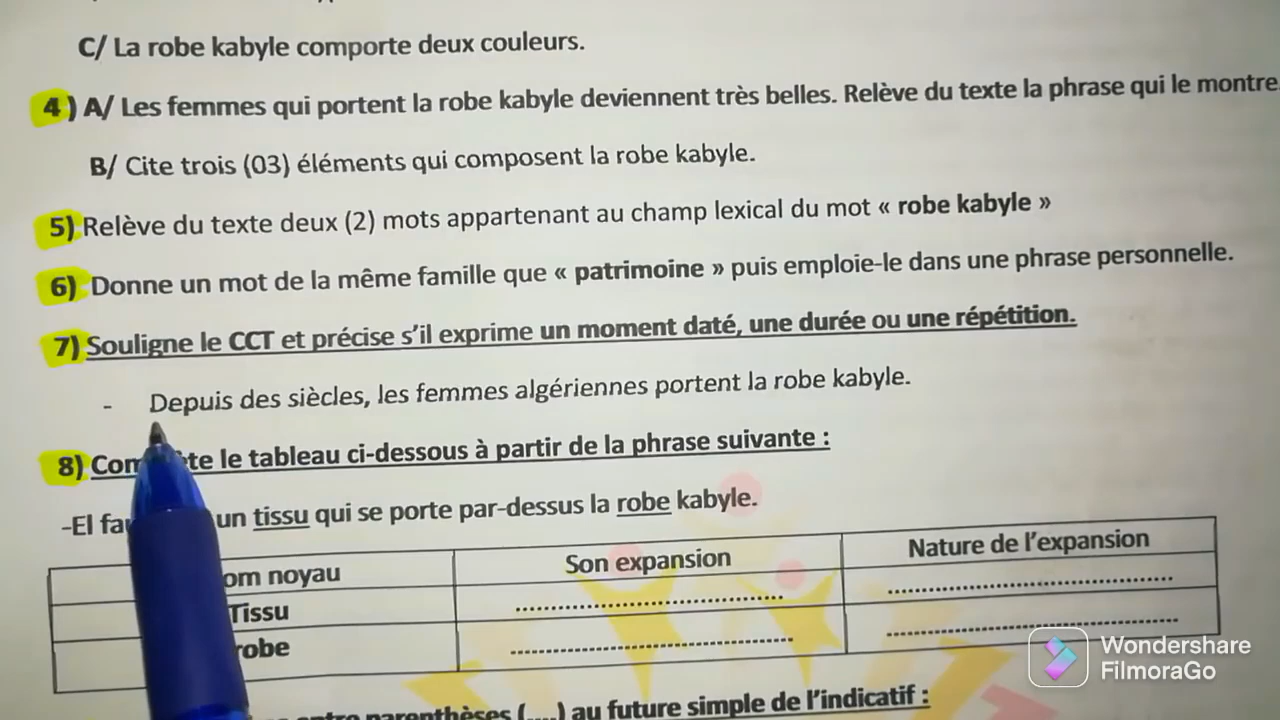 C/ La robe kabyle comporte deux couleurs.
4) A/ Les femmes qui portent la robe kabyle deviennent très belles. Relève du texte la phrase qui le montre.
B/ Cite trois (03) éléments qui composent la robe kabyle.
5) Relève du texte deux (2) mots appartenant au champ lexical du mot « robe kabyle »
6) Donne un mot de la même famille que « patrimoine » puis emploie-le dans une phrase personnelle.
7) Souligne le CCT et précise s'il exprime un moment daté, une durée ou une répétition.
- Depuis des siècles, les femmes algériennes portent la robe kabyle.
8) Complète le tableau ci-dessous à partir de la phrase suivante :
-El un tissu qui se porte par-dessus la robe kabyle.
nom noyau Son expansion Nature de l'expansion
Tissu
robe
entre parenthèses (....) au future simple de l'indicatif :
Wondershare
FilmoraGo